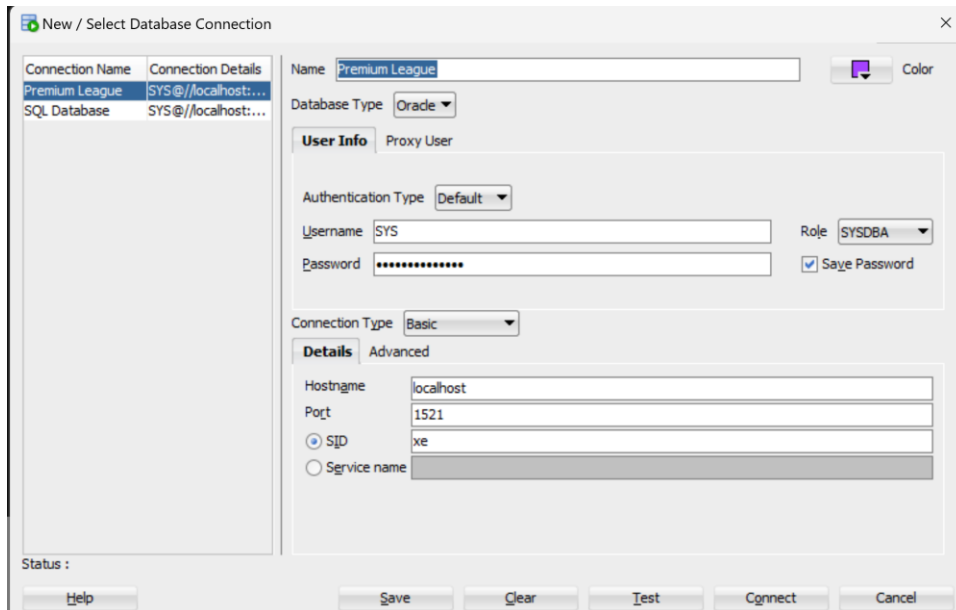 New / Select Database Connection
Connection Name Connection Details
Premium League SYS@//localhost:...
SQL Database SYS@//localhost:...
Name Premium League Color
Database Type Oracle
User Info Proxy User
Authentication Type Default
Username SYS Role SYSDBA
Password •••••••••••••• Save Password
Connection Type Basic
Details Advanced
Hostname localhost
Port 1521
SID xe
Service name
Status :
Help Save Clear Test Connect Cancel